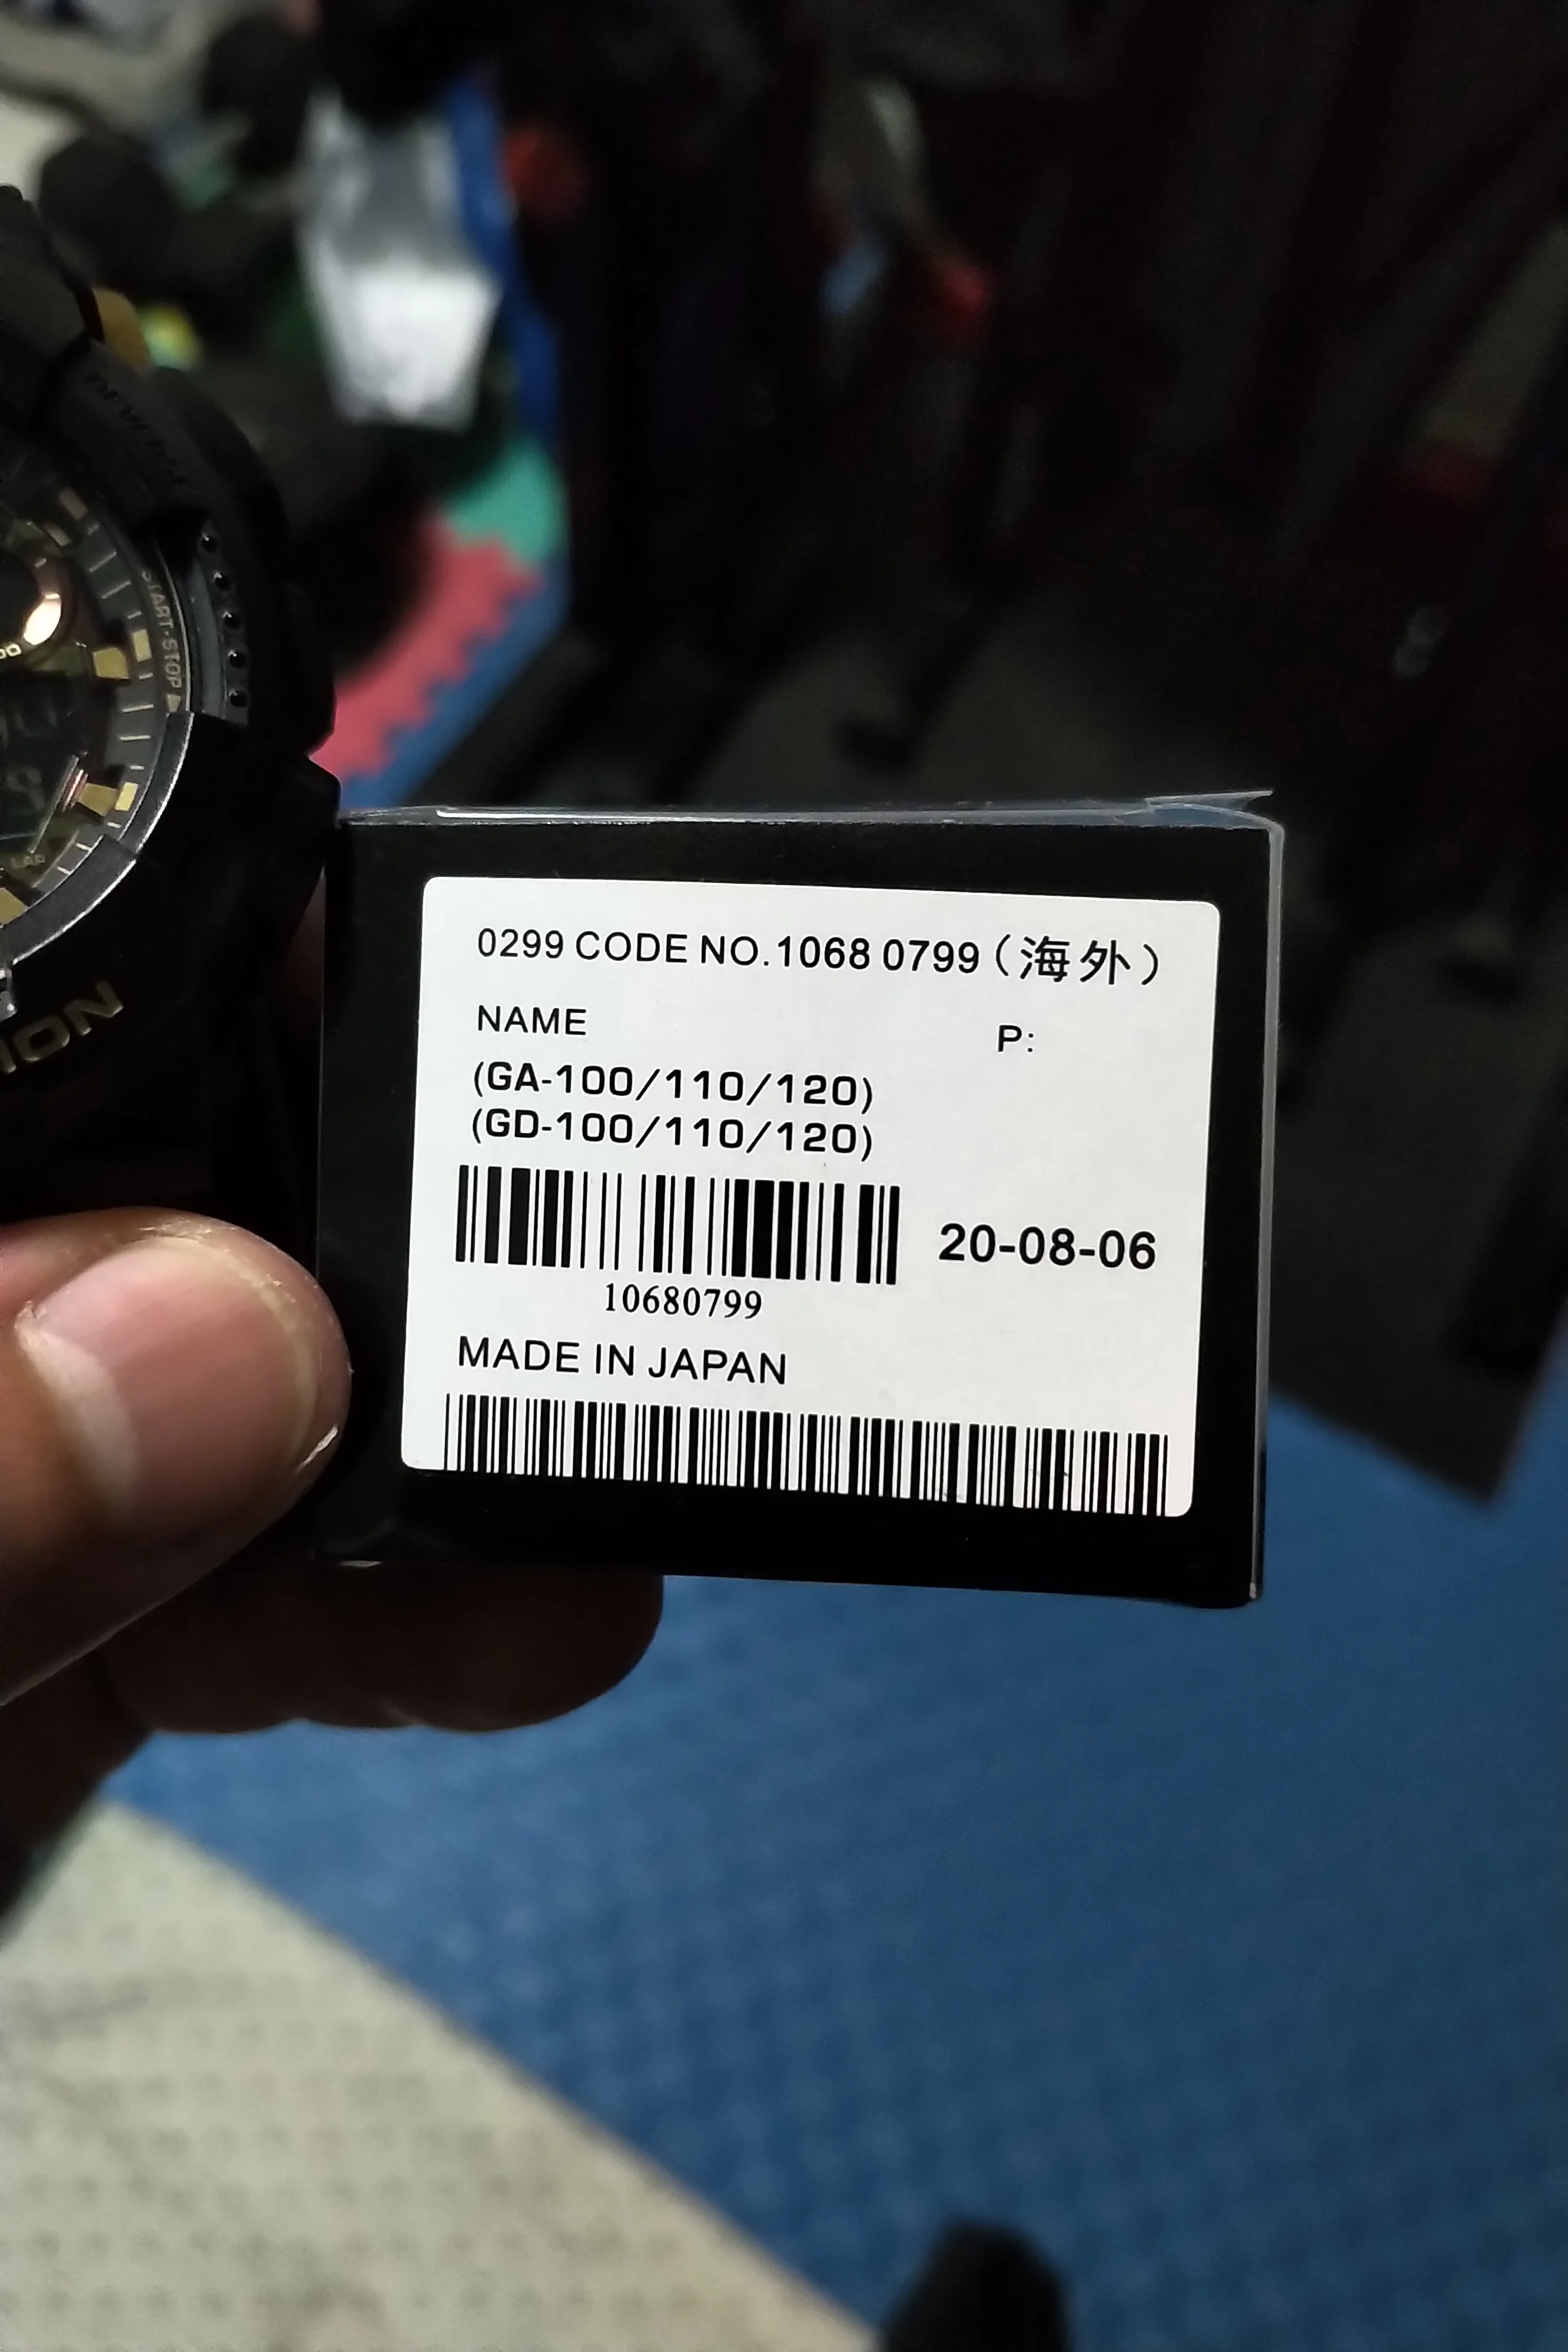 START·STOP
ION
0299 CODE NO.1068 0799(海外)
NAME
P:
(GA-100/110/120)
(GD-100/110/120)
20-08-06
10680799
MADE IN JAPAN